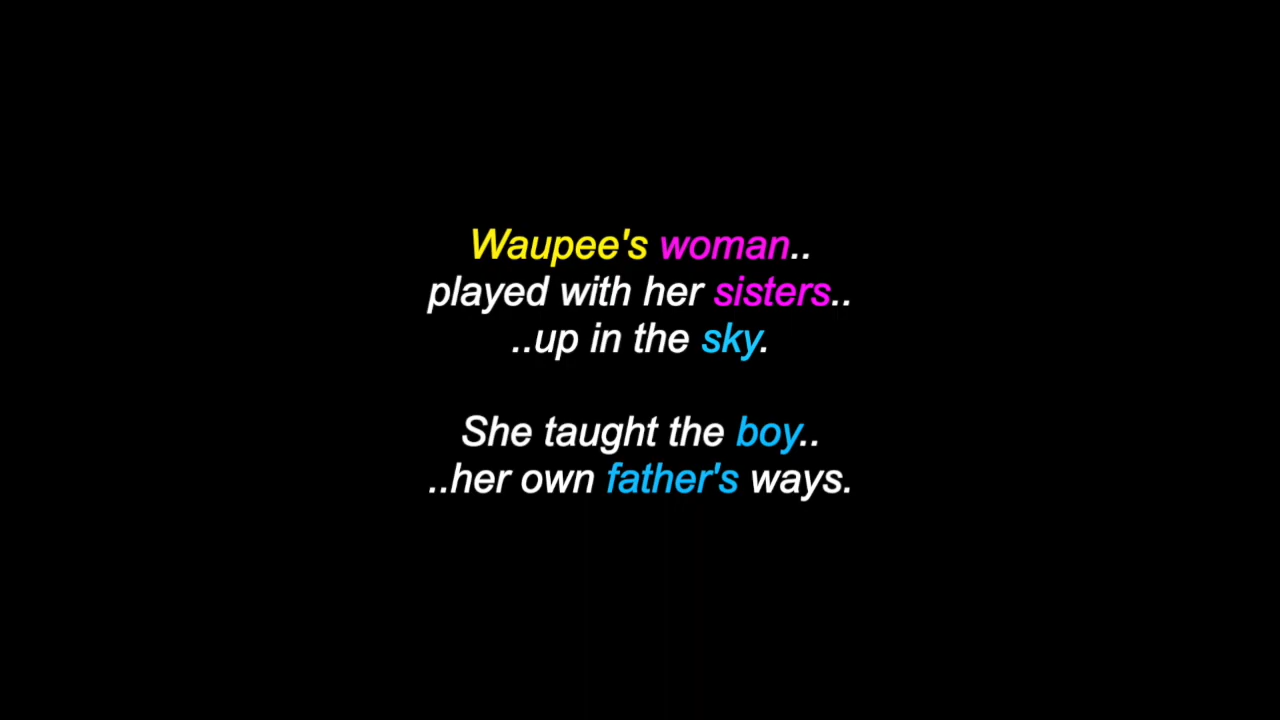 Waupee's woman..
played with her sisters..
..up in the sky.
She taught the boy..
..her own father's ways.